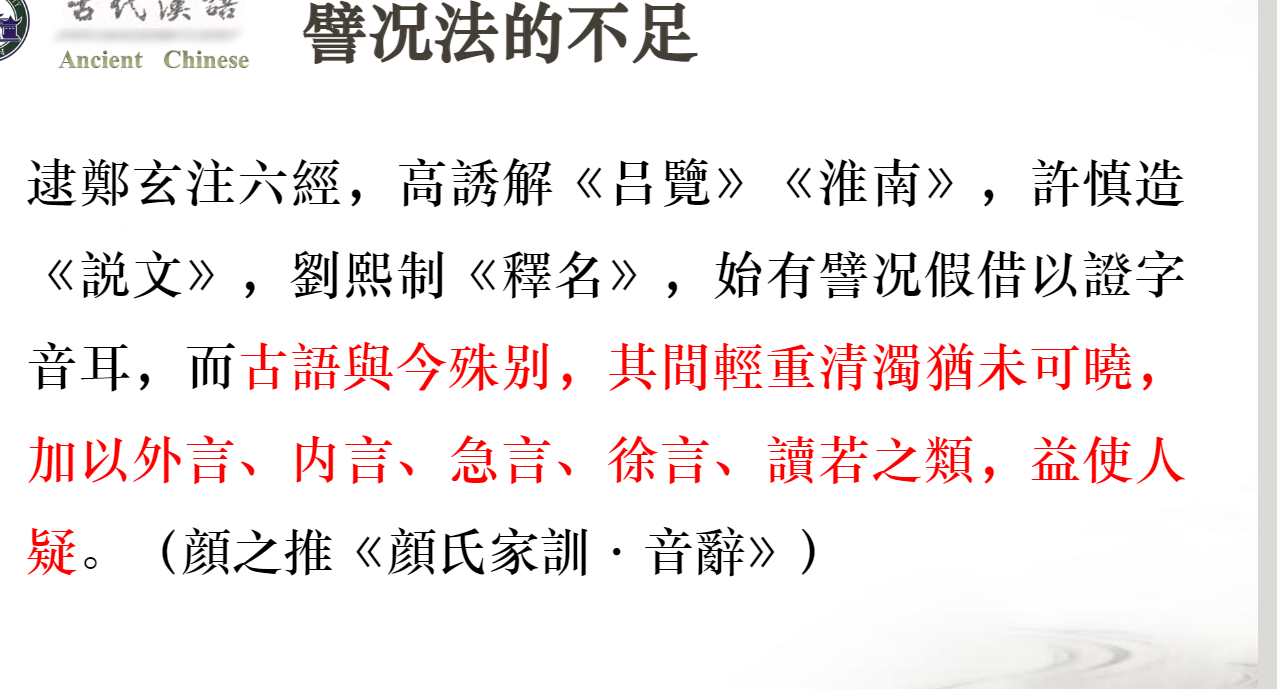 古代漢語
Ancient Chinese
譬况法的不足
逮鄭玄注六經，高誘解《吕覽》《淮南》，許慎造
《説文》，劉熙制《釋名》，始有譬况假借以證字
音耳，而古語與今殊别，其間輕重清濁猶未可曉，
加以外言、内言、急言、徐言、讀若之類，益使人
疑。（顔之推《顔氏家訓·音辭》）